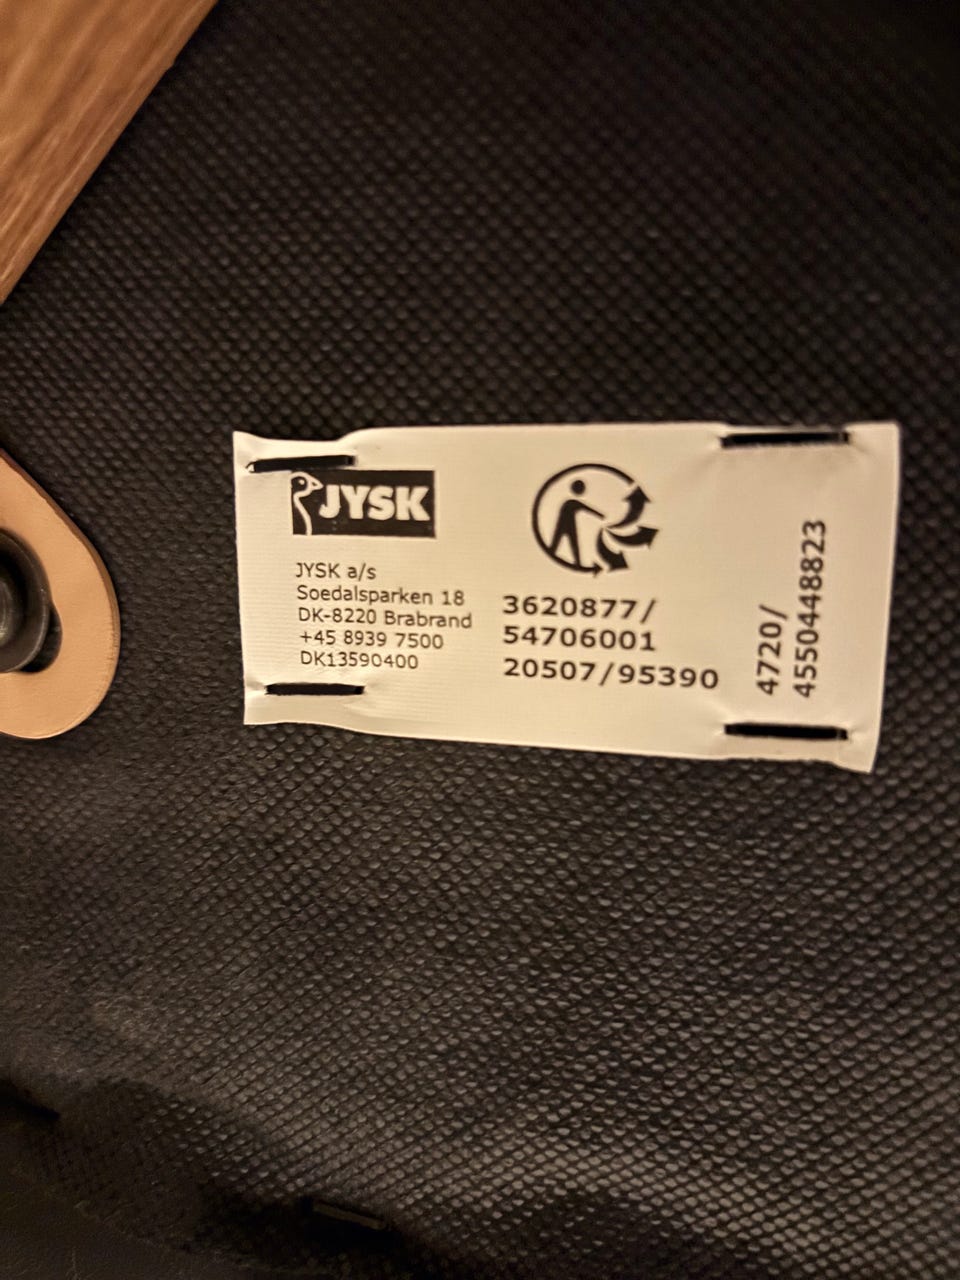 JYSK
JYSK a/s
Soedalsparken 18
DK-8220 Brabrand
+45 8939 7500
DK13590400
3620877/
54706001
20507/95390
4720/
4550448823